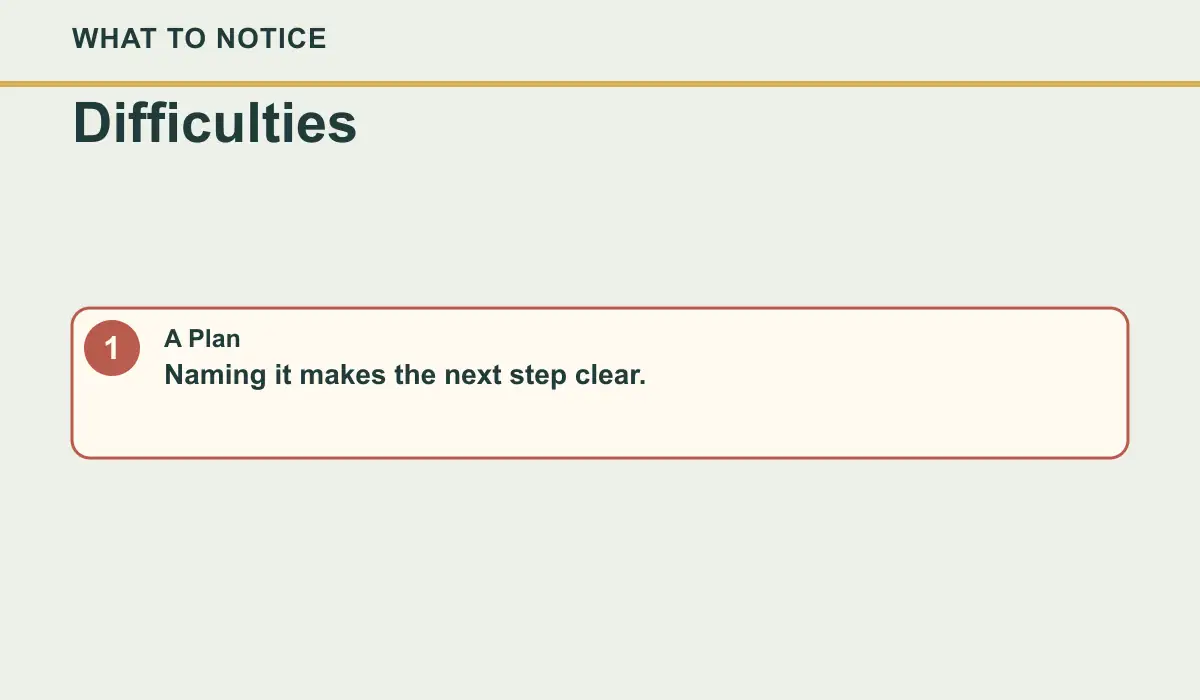 WHAT TO NOTICE
Difficulties
1
A Plan
Naming it makes the next step clear.